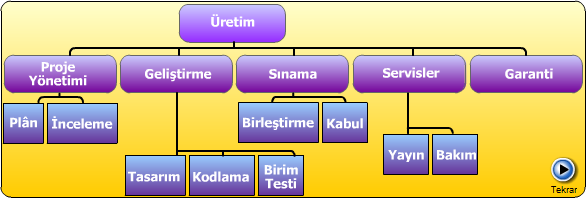 Üretim
Proje
Yönetimi
Geliştirme
Sınama
Servisler
Garanti
Plân
İnceleme
Birleştirme
Kabul
Tasarım
Kodlama
Birim
Testi
Yayın
Bakım
Tekrar